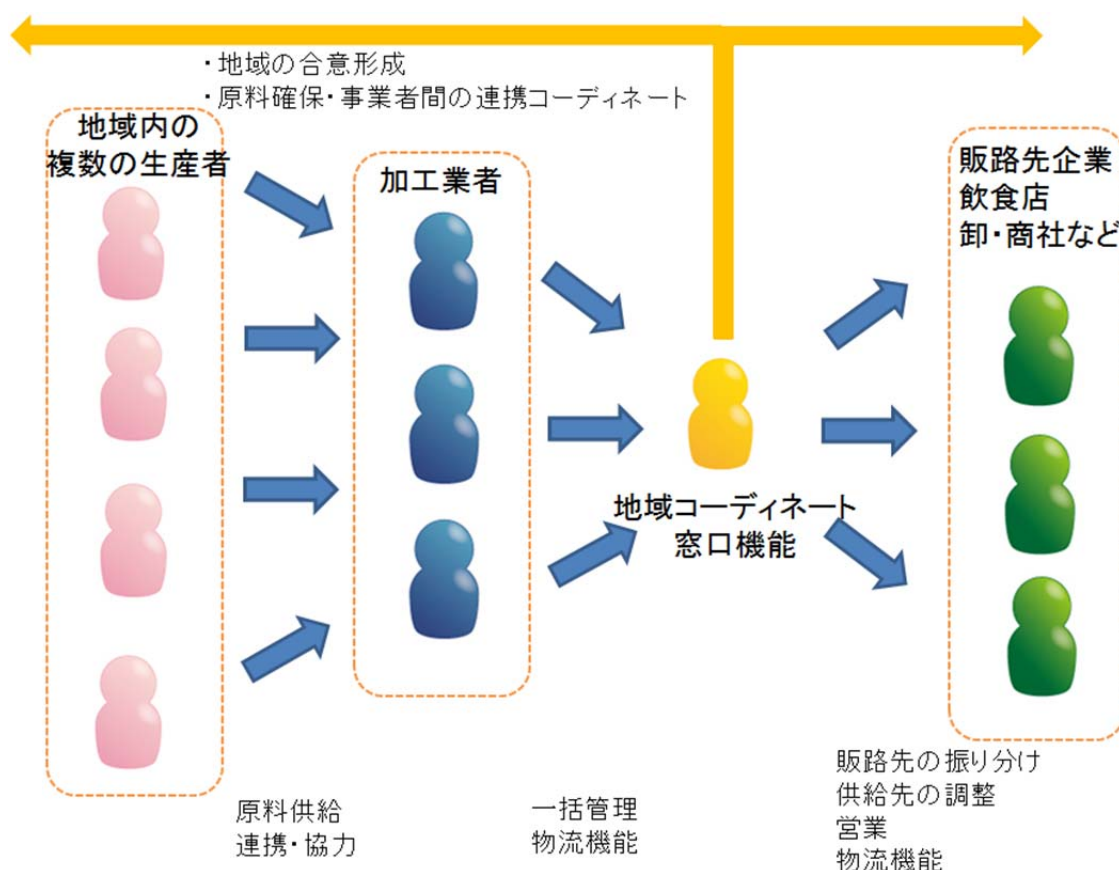 ・地域の合意形成
・原料確保・事業者間の連携コーディネート
地域内の
複数の生産者
加工業者
販路先企業
飲食店
卸・商社など
地域コーディネート
窓口機能
原料供給
連携・協力
一括管理
物流機能
販路先の振り分け
供給先の調整
営業
物流機能